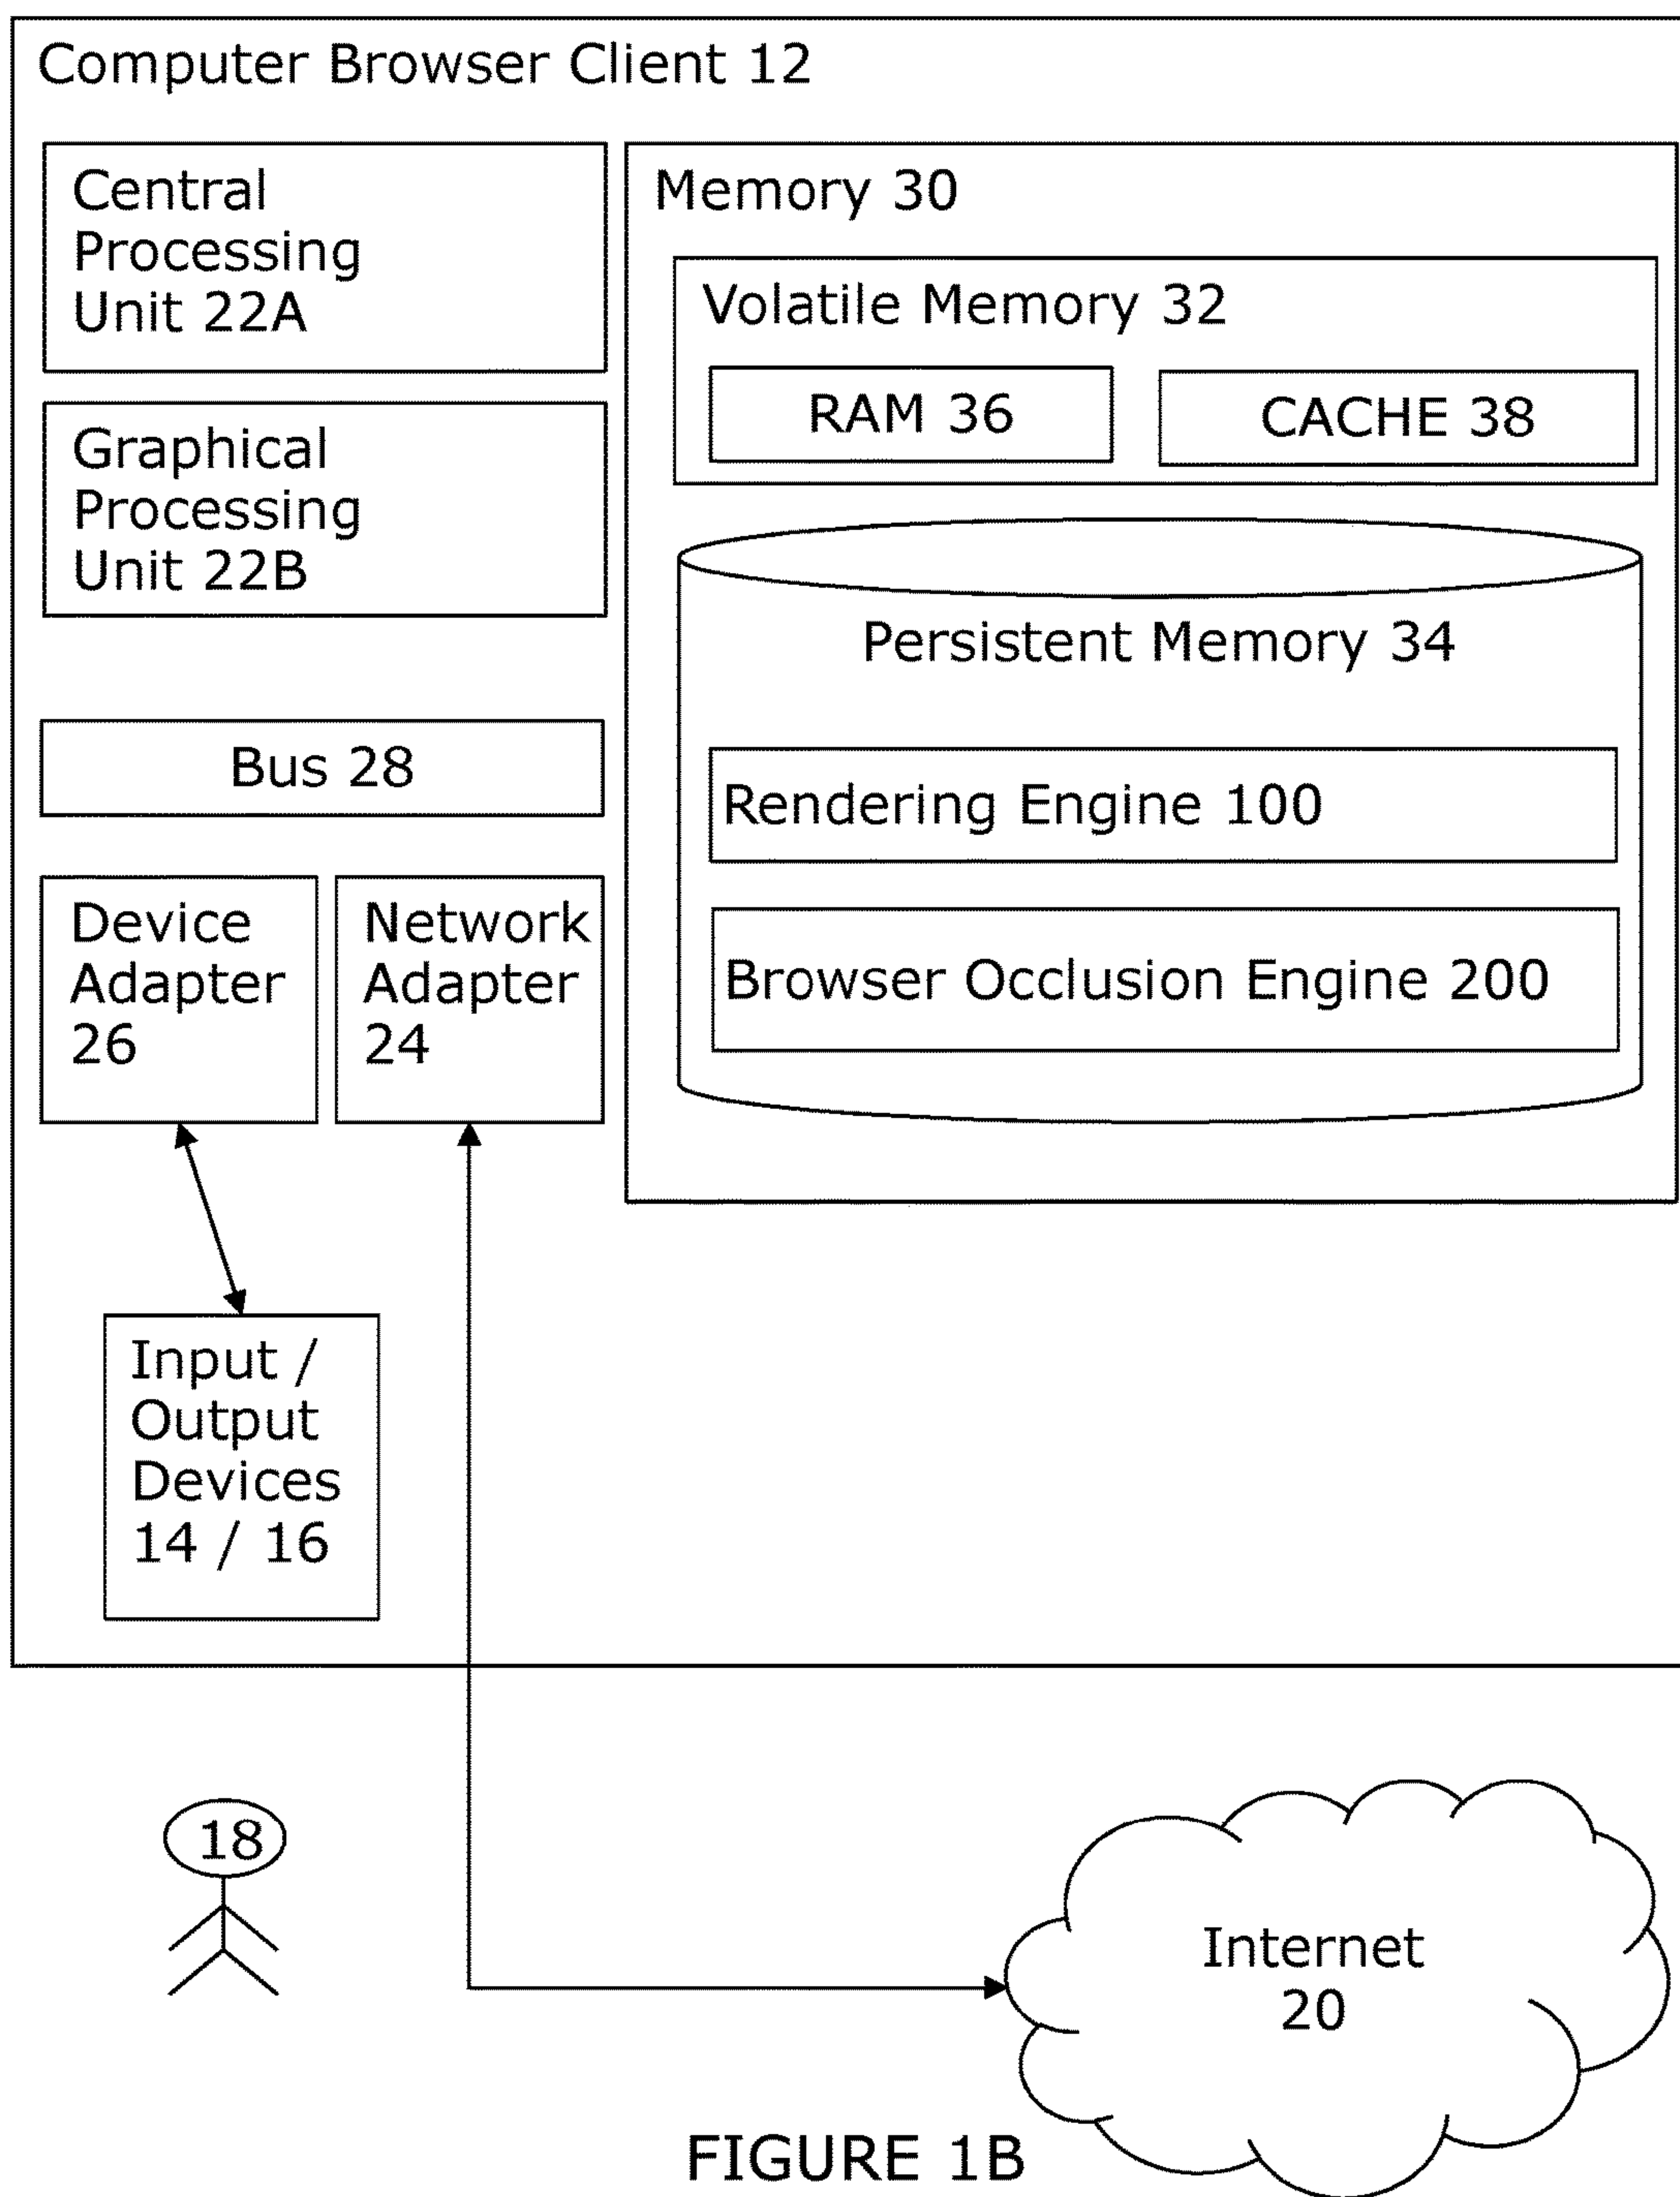 Computer Browser Client 12
Central
Processing
Unit 22A
Graphical
Processing
Unit 22B
Bus 28
Device
Adapter
26
Network
Adapter
24
Input /
Output
Devices
14 / 16
Memory 30
Volatile Memory 32
RAM 36
CACHE 38
Persistent Memory 34
Rendering Engine 100
Browser Occlusion Engine 200
18
Internet
20
FIGURE 1B